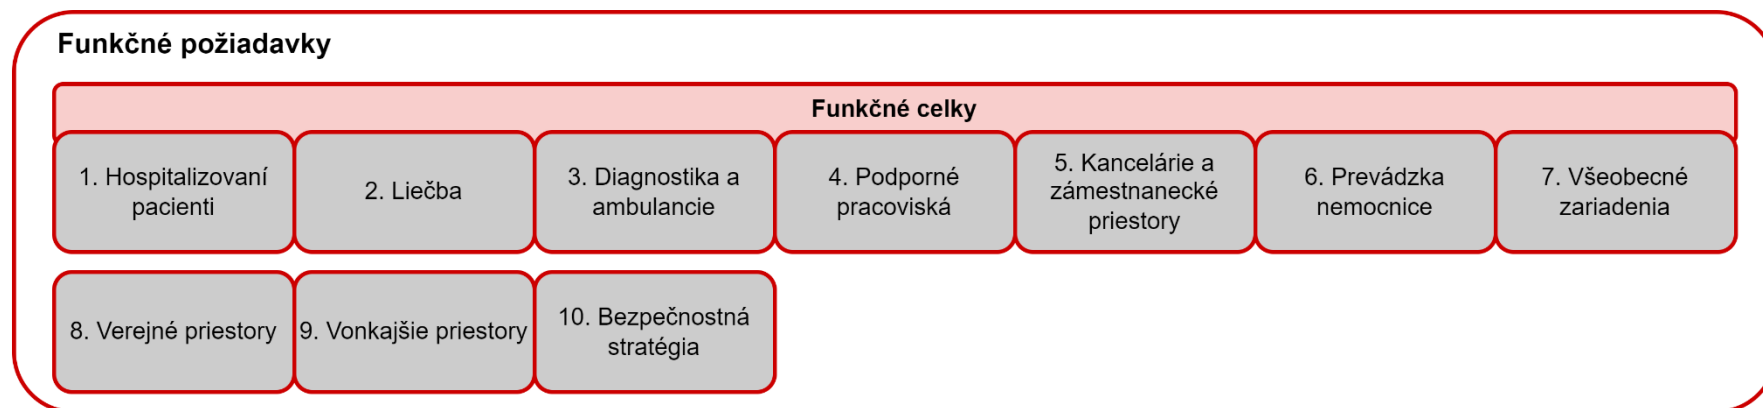 Funkčné požiadavky
Funkčné celky
1. Hospitalizovaní
pacienti
2. Liečba
3. Diagnostika a
ambulancie
4. Podporné
pracoviská
5. Kancelárie a
zámestnanecké
priestory
6. Prevádzka
nemocnice
7. Všeobecné
zariadenia
8. Verejné priestory
9. Vonkajšie priestory
10. Bezpečnostná
stratégia